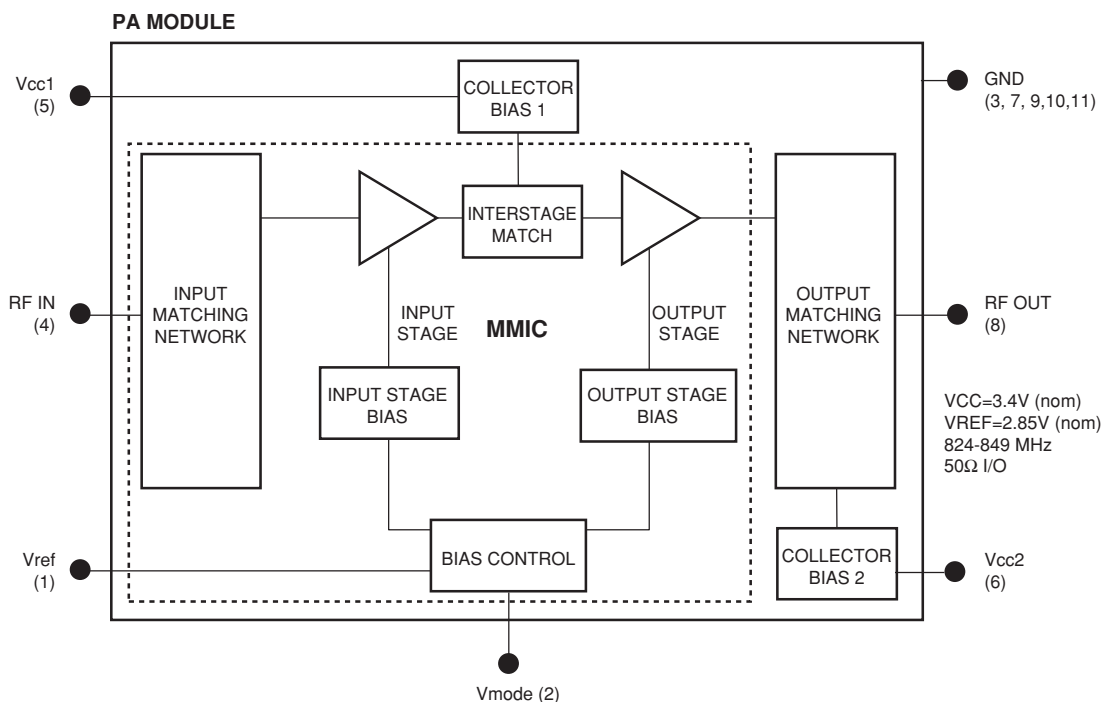 PA MODULE
Vcc1
(5)
COLLECTOR
BIAS 1
GND
(3, 7, 9,10,11)
INTERSTAGE
MATCH
RF IN
(4)
INPUT
MATCHING
NETWORK
INPUT
STAGE
MMIC
OUTPUT
STAGE
OUTPUT
MATCHING
NETWORK
RF OUT
(8)
INPUT STAGE
BIAS
OUTPUT STAGE
BIAS
VCC=3.4V (nom)
VREF=2.85V (nom)
824-849 MHz
50Ω I/O
Vref
(1)
BIAS CONTROL
COLLECTOR
BIAS 2
Vcc2
(6)
Vmode (2)